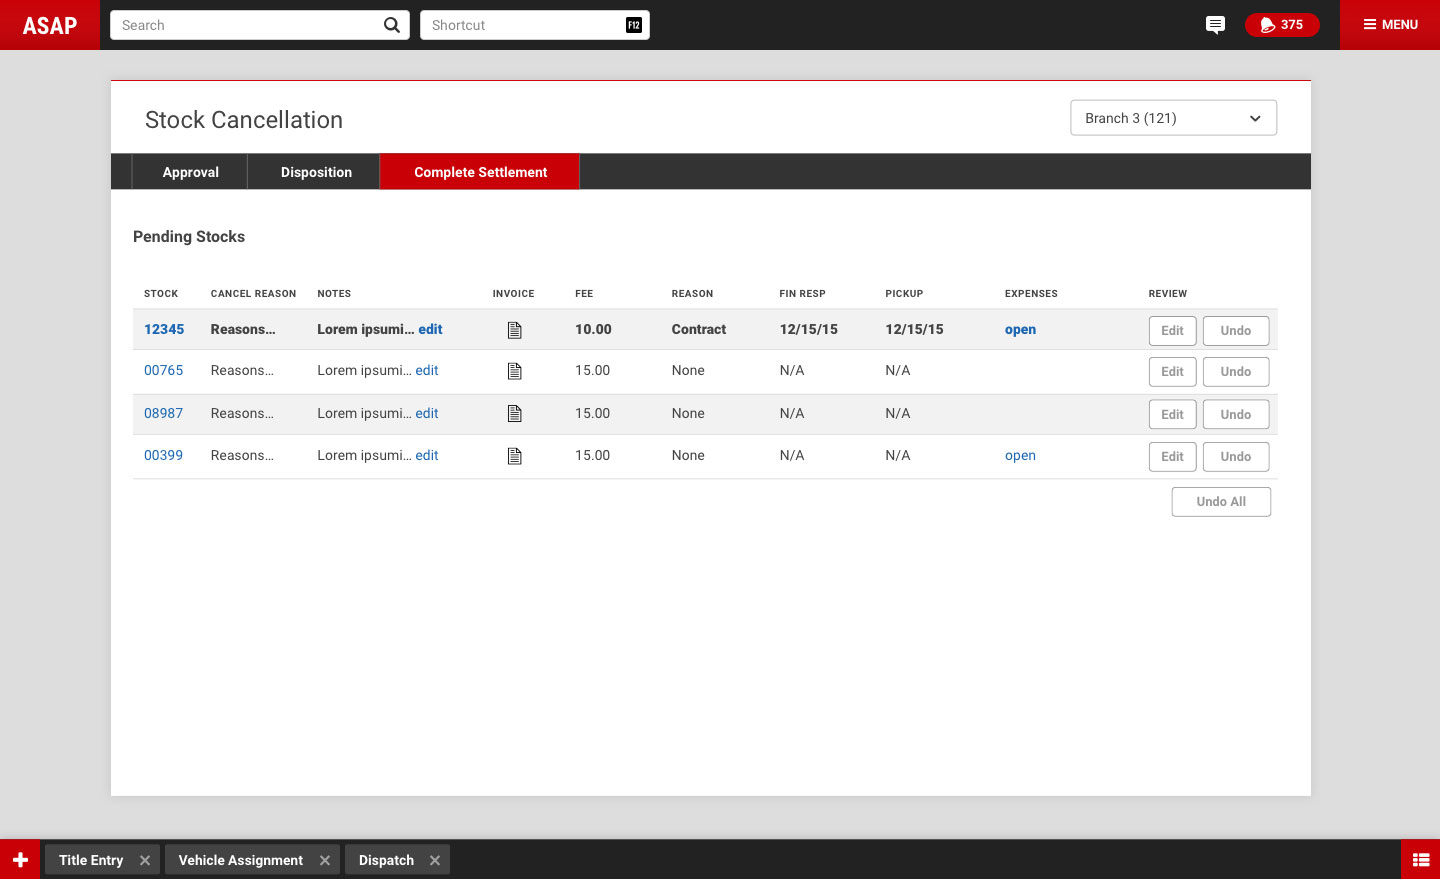 ASAP Search Shortcut F12 375 MENU
Stock Cancellation Branch 3 (121)
Approval Disposition Complete Settlement
Pending Stocks
STOCK CANCEL REASON NOTES INVOICE FEE REASON FIN RESP PICKUP EXPENSES REVIEW
12345 Reasons... Lorem ipsumi... edit 10.00 Contract 12/15/15 12/15/15 open Edit Undo
00765 Reasons... Lorem ipsumi... edit 15.00 None N/A N/A Edit Undo
08987 Reasons... Lorem ipsumi... edit 15.00 None N/A N/A Edit Undo
00399 Reasons... Lorem ipsumi... edit 15.00 None N/A N/A open Edit Undo
Undo All
Title Entry Vehicle Assignment Dispatch